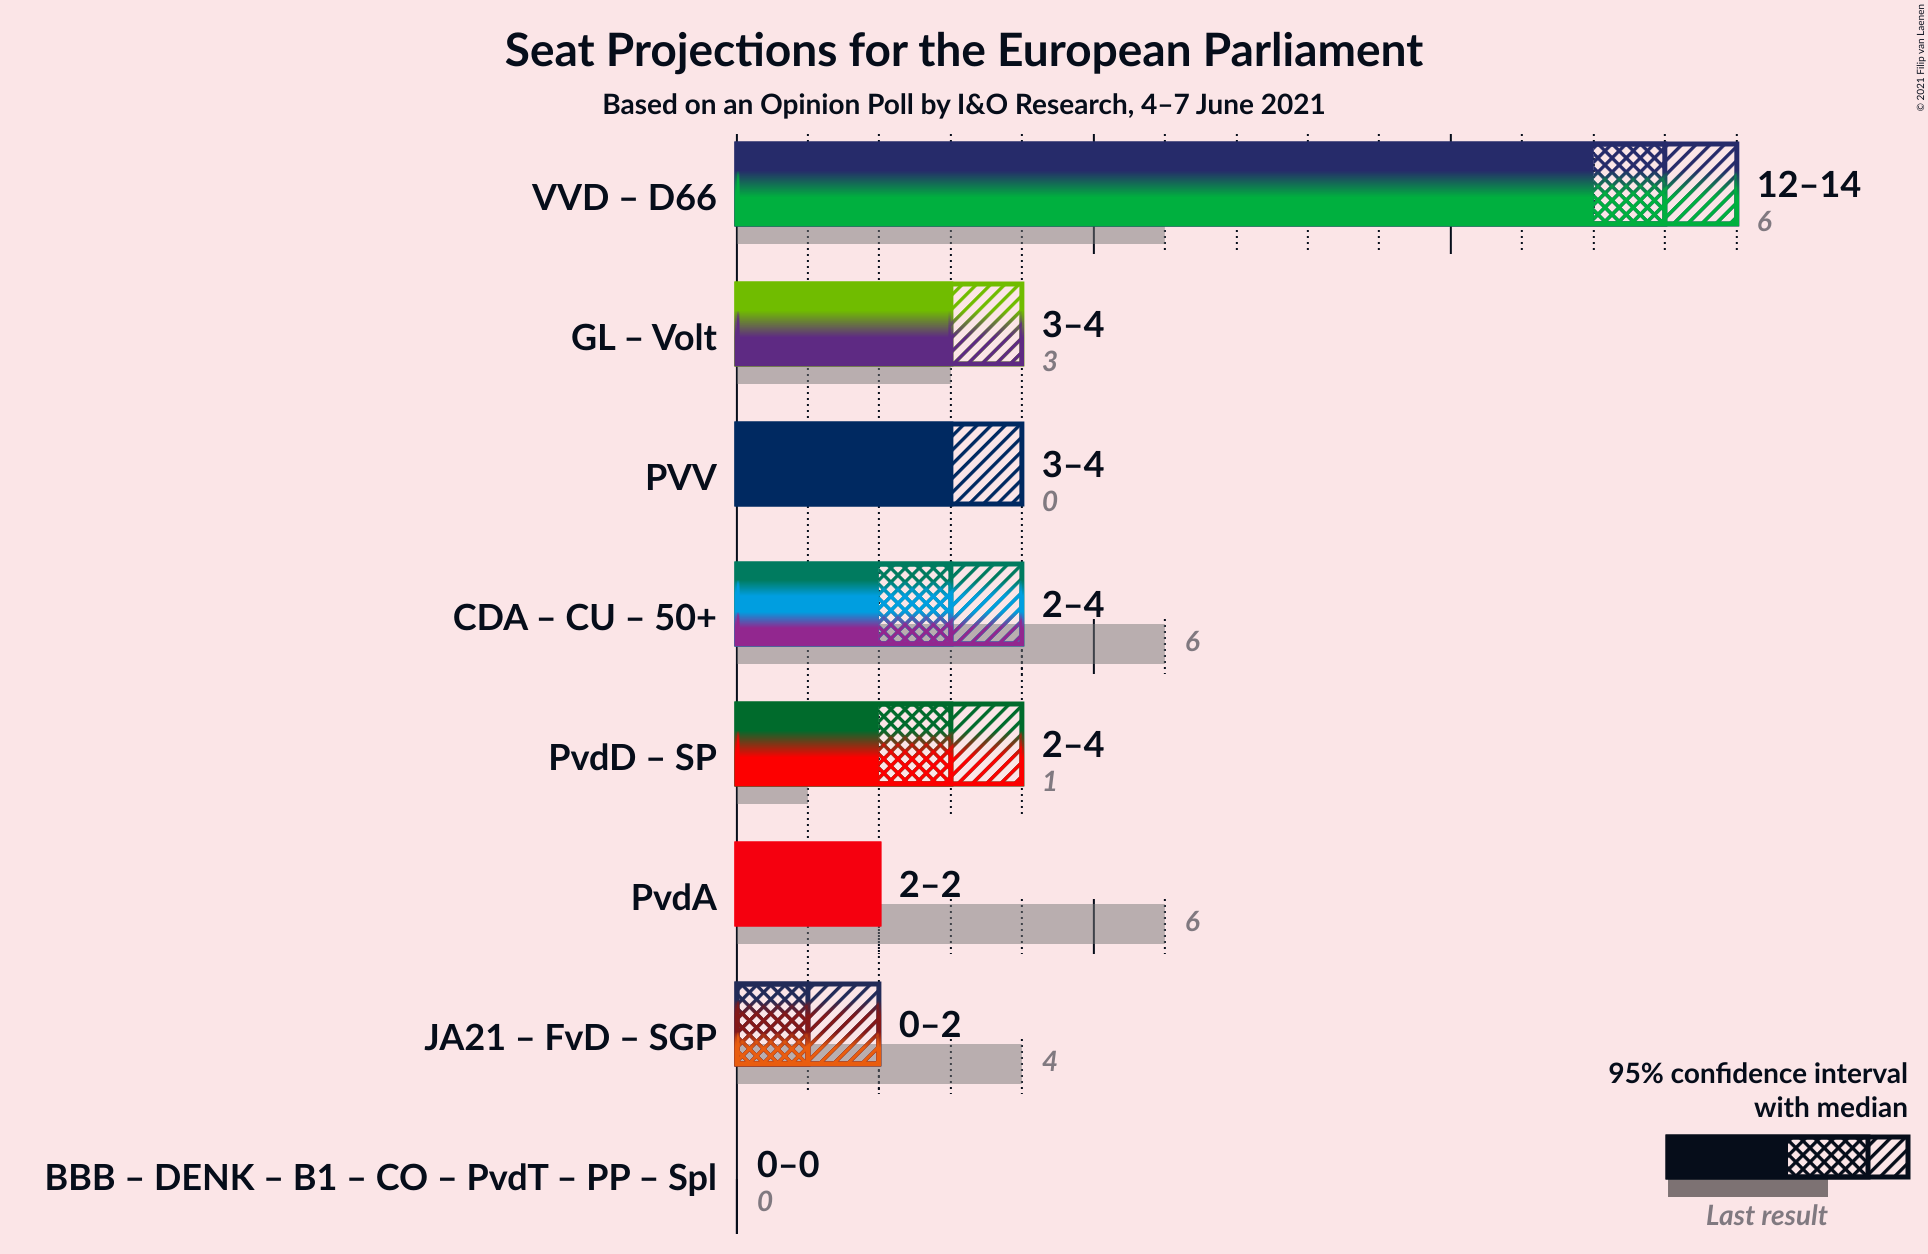 Seat Projections for the European Parliament
Based on an Opinion Poll by I&O Research, 4–7 June 2021
© 2021 Filip van Laenen
VVD – D66
12–14
6
GL – Volt
3–4
3
PVV
3–4
0
CDA – CU – 50+
2–4
6
PvdD – SP
2–4
1
PvdA
2–2
6
JA21 – FvD – SGP
0–2
4
BBB – DENK – B1 – CO – PvdT – PP – Spl
0–0
0
95% confidence interval
with median
Last result